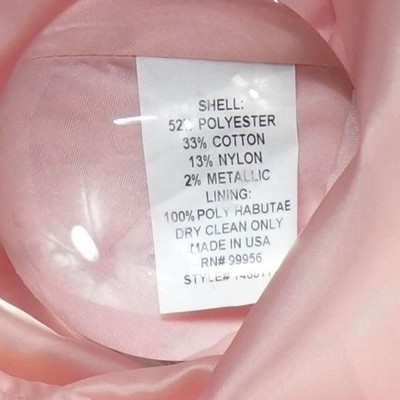 SHELL:
52% POLYESTER
33% COTTON
13% NYLON
2% METALLIC
LINING:
100% POLY HABUTAE
DRY CLEAN ONLY
MADE IN USA
RN# 99956
STYLE#